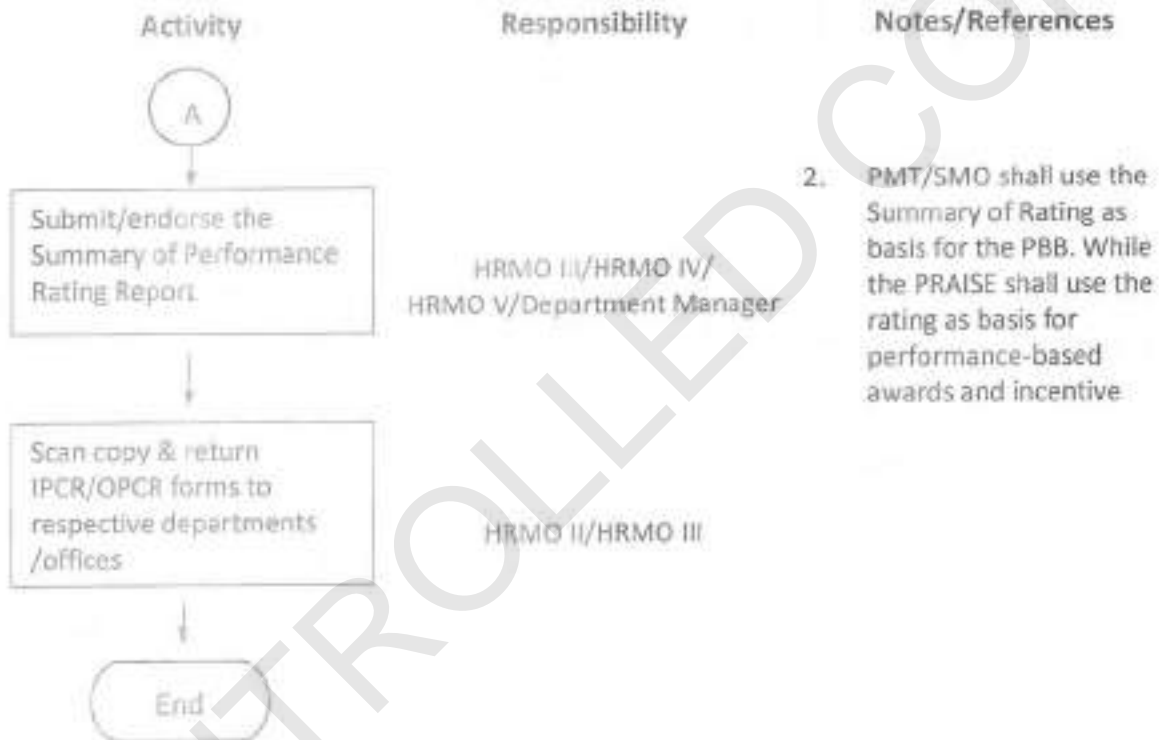 Activity
Responsibility
Notes/References
A
Submit/endorse the
Summary of Performance
Rating Report
HRMO III/HRMO IV/
HRMO V/Department Manager
2. PMT/SMO shall use the
Summary of Rating as
basis for the PBB. While
the PRAISE shall use the
rating as basis for
performance-based
awards and incentive
Scan copy & return
IPCR/OPCR forms to
respective departments
/offices
HRMO II/HRMO III
End
TROLLED CO